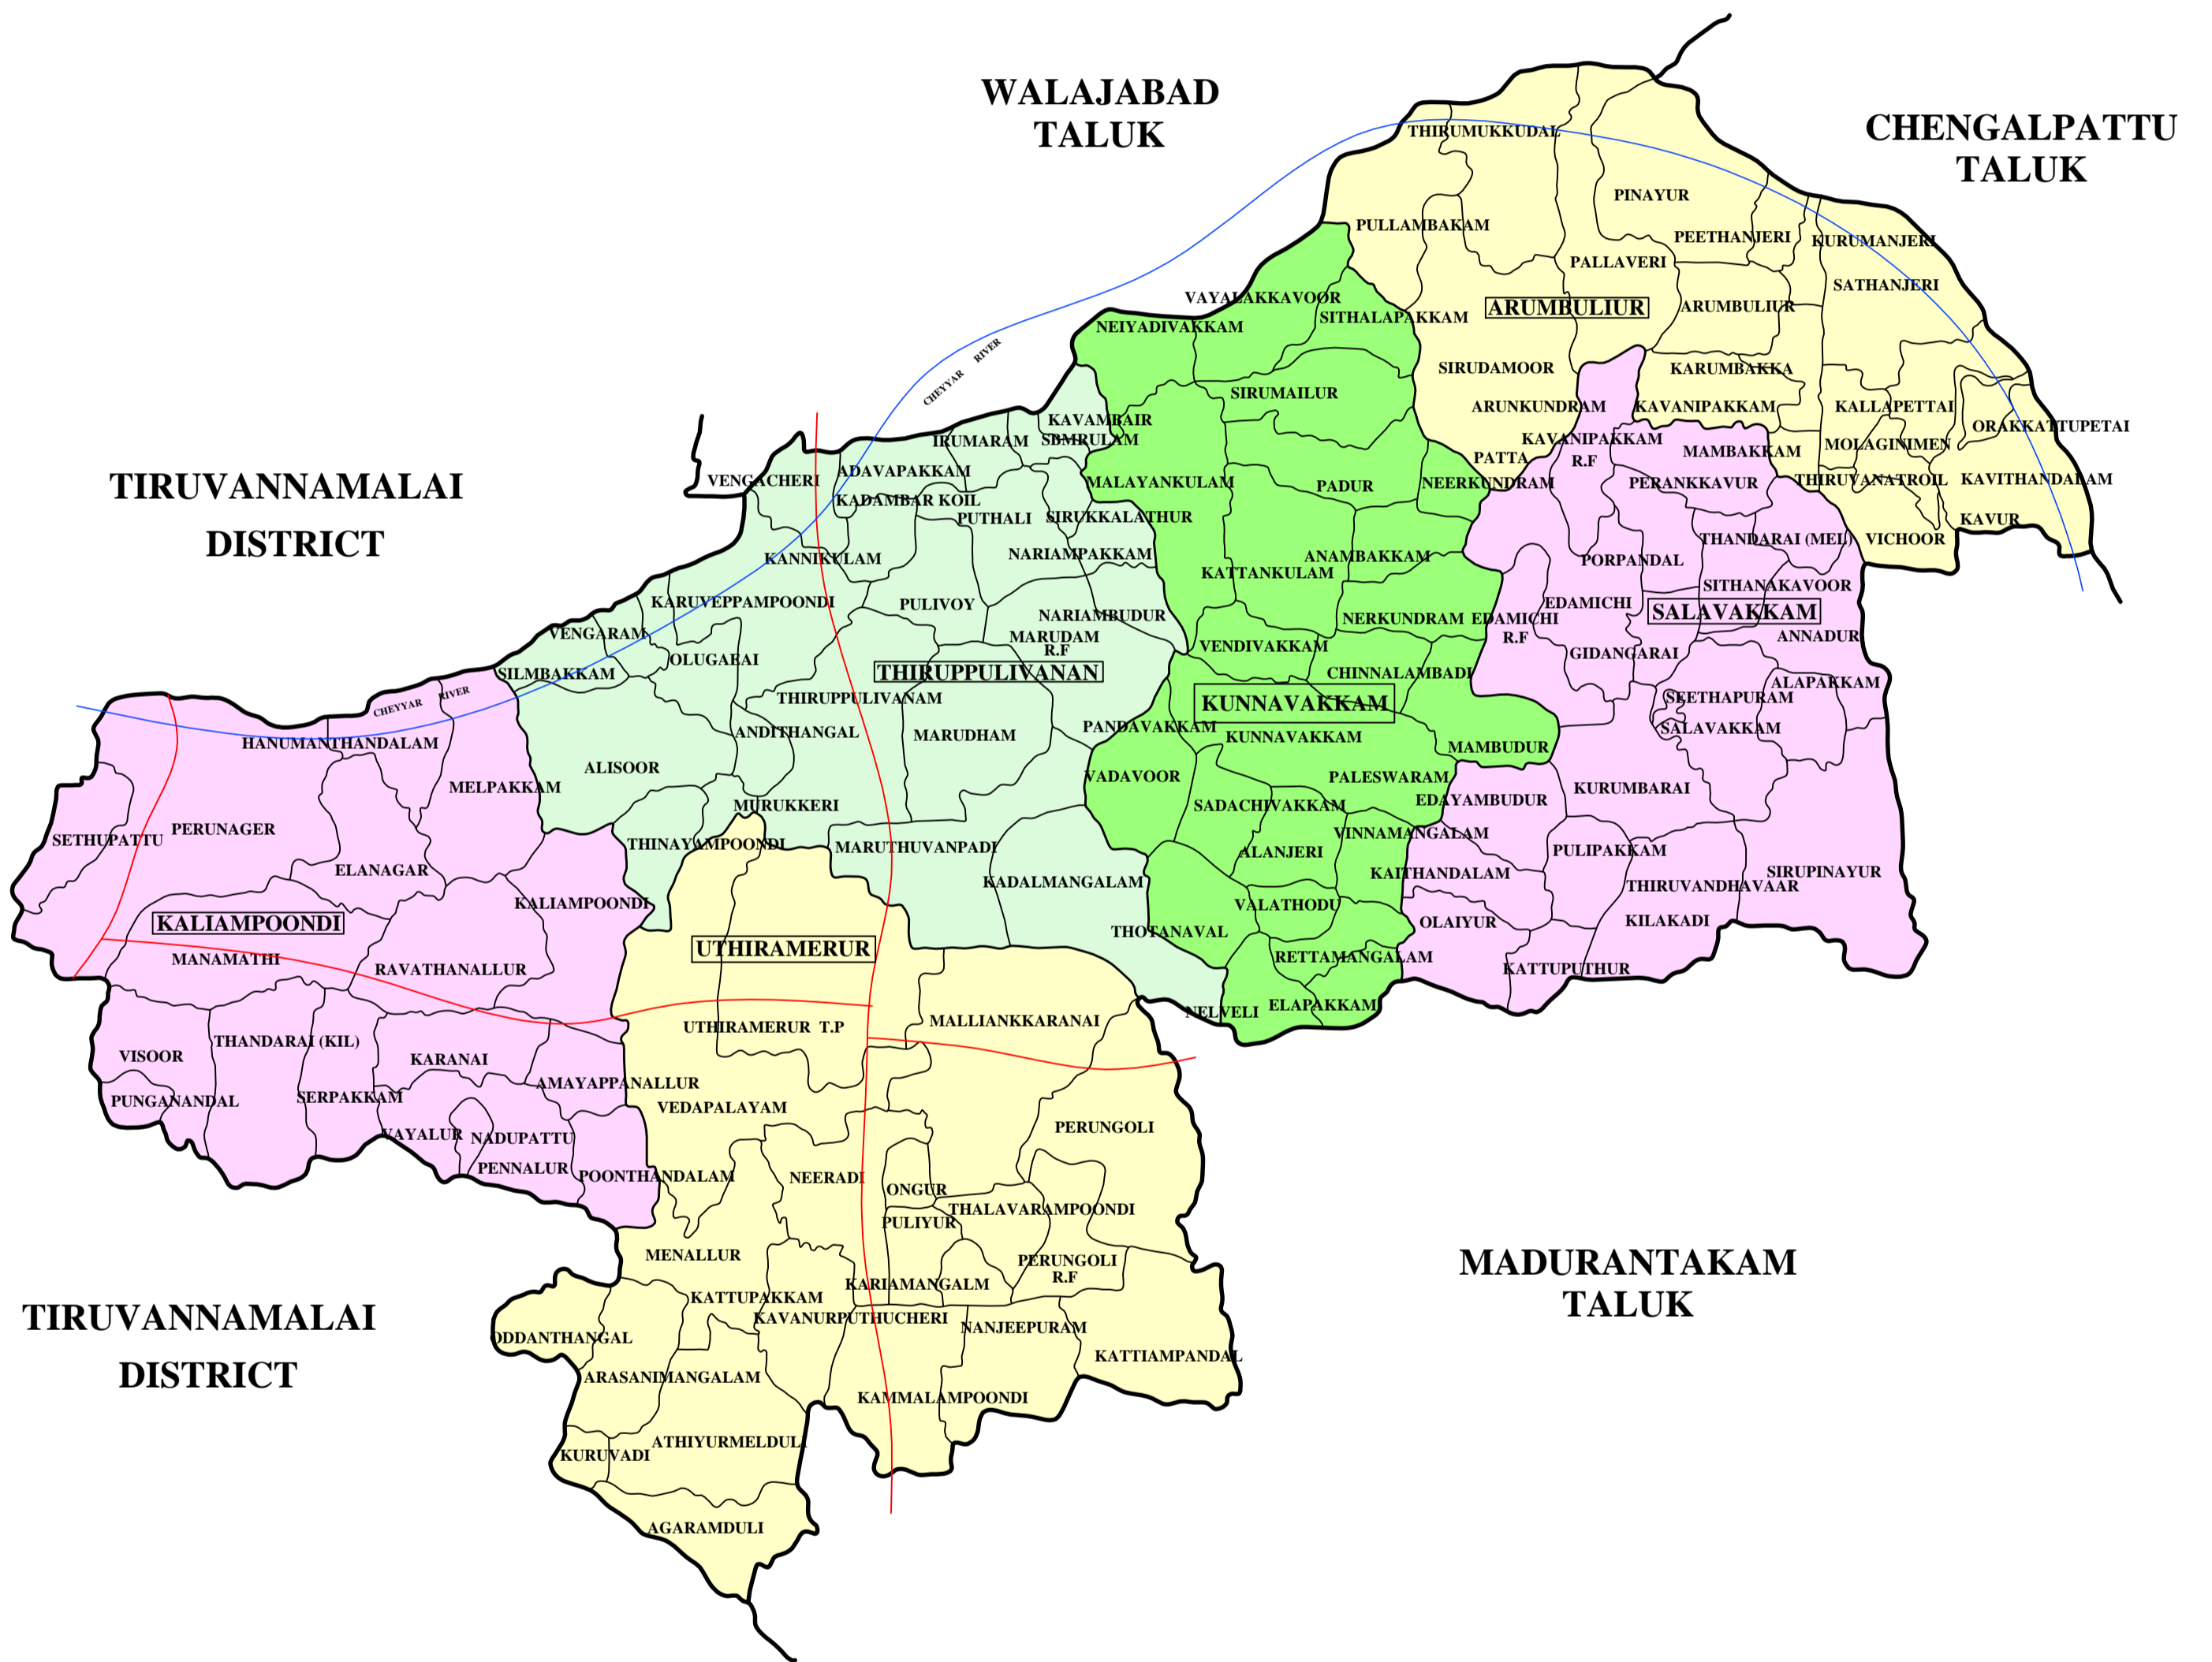 WALAJABAD
TALUK
CHENGALPATTU
TALUK
TIRUVANNAMALAI
DISTRICT
TIRUVANNAMALAI
DISTRICT
MADURANTAKAM
TALUK
CHEYYAR RIVER
CHEYYAR RIVER
THIRUMUKKUDAL
PINAYUR
PULLAMBAKAM
PEETHANJERI
KURUMANJERI
PALLAVERI
SATHANJERI
ARUMBULIUR
ARUMBULIUR
SIRUDAMOOR
KARUMBAKKA
ARUNKUNDRAM
KAVANIPAKKAM
KALLAPETTAI
ORAKKATTUPETAI
MOLAGINIMEN
PATTA
THIRUVANATROIL
KAVITHANDALAM
KAVUR
VICHOOR
VAYALAKKAVOOR
SITHALAPAKKAM
NEIYADIVAKKAM
SIRUMAILUR
MALAYANKULAM
PADUR
NEERKUNDRAM
KATTANKULAM
ANAMBAKKAM
NERKUNDRAM
VENDIVAKKAM
CHINNALAMBADI
KUNNAVAKKAM
PANDAVAKKAM
KUNNAVAKKAM
MAMBUDUR
VADAVOOR
PALESWARAM
SADACHIVAKKAM
VINNAMANGALAM
ALANJERI
VALATHODU
THOTANAVAL
RETTAMANGALAM
NELVELI
ELAPAKKAM
KAVANIPAKKAM
R.F
MAMBAKKAM
PERANKKAVUR
THANDARAI (MEL)
PORPANDAL
SITHANAKAVOOR
EDAMICHI
SALAVAKKAM
EDAMICHI
R.F
ANNADUR
GIDANGARAI
ALAPAKKAM
SEETHAPURAM
SALAVAKKAM
KURUMBARAI
EDAYAMBUDUR
PULIPAKKAM
KAITHANDALAM
SIRUPINAYUR
THIRUVANDHAVAAR
OLAIYUR
KILAKADI
KATTUPUTHUR
KAVAMBAIR
IRUMARAM
ADAVAPAKKAM
VENGACHERI
KADAMBAR KOIL
PUTHALI
SIRUKKALATHUR
NARIAMPAKKAM
KANNIKULAM
KARUVEPPAMPOONDI
PULIVOY
NARIAMBUDUR
VENGARAM
MARUDAM
R.F
OLUGAEAI
SILMBAKKAM
THIRUPPULIVANAN
THIRUPPULIVANAM
ANDITHANGAL
MARUDHAM
ALISOOR
MURUKKERI
THINAYAMPOONDI
MARUTHUVANPADI
KADALMANGALAM
HANUMANTHANDALAM
MELPAKKAM
PERUNAGER
SETHUPATTU
ELANAGAR
KALIAMPOONDI
KALIAMPOONDI
MANAMATHI
RAVATHANALLUR
THANDARAI (KIL)
VISOOR
KARANAI
AMAYAPPANALLUR
PUNGANANDAL
SERPAKKAM
VAYALUR
NADUPATTU
PENNALUR
POONTHANDALAM
UTHIRAMERUR
UTHIRAMERUR T.P
MALLIANKKARANAI
VEDAPALAYAM
PERUNGOLI
NEERADI
ONGUR
THALAVARAMPOONDI
PULIYUR
MENALLUR
PERUNGOLI
R.F
KARIAMANGALM
KATTUPAKKAM
KAVANURPUTHUCHERI
NANJEEPURAM
ODDANTHANGAL
KATTIAMPANDAL
ARASANIMANGALAM
KAMMALAMPOONDI
ATHIYURMELDULI
KURUVADI
AGARAMDULI